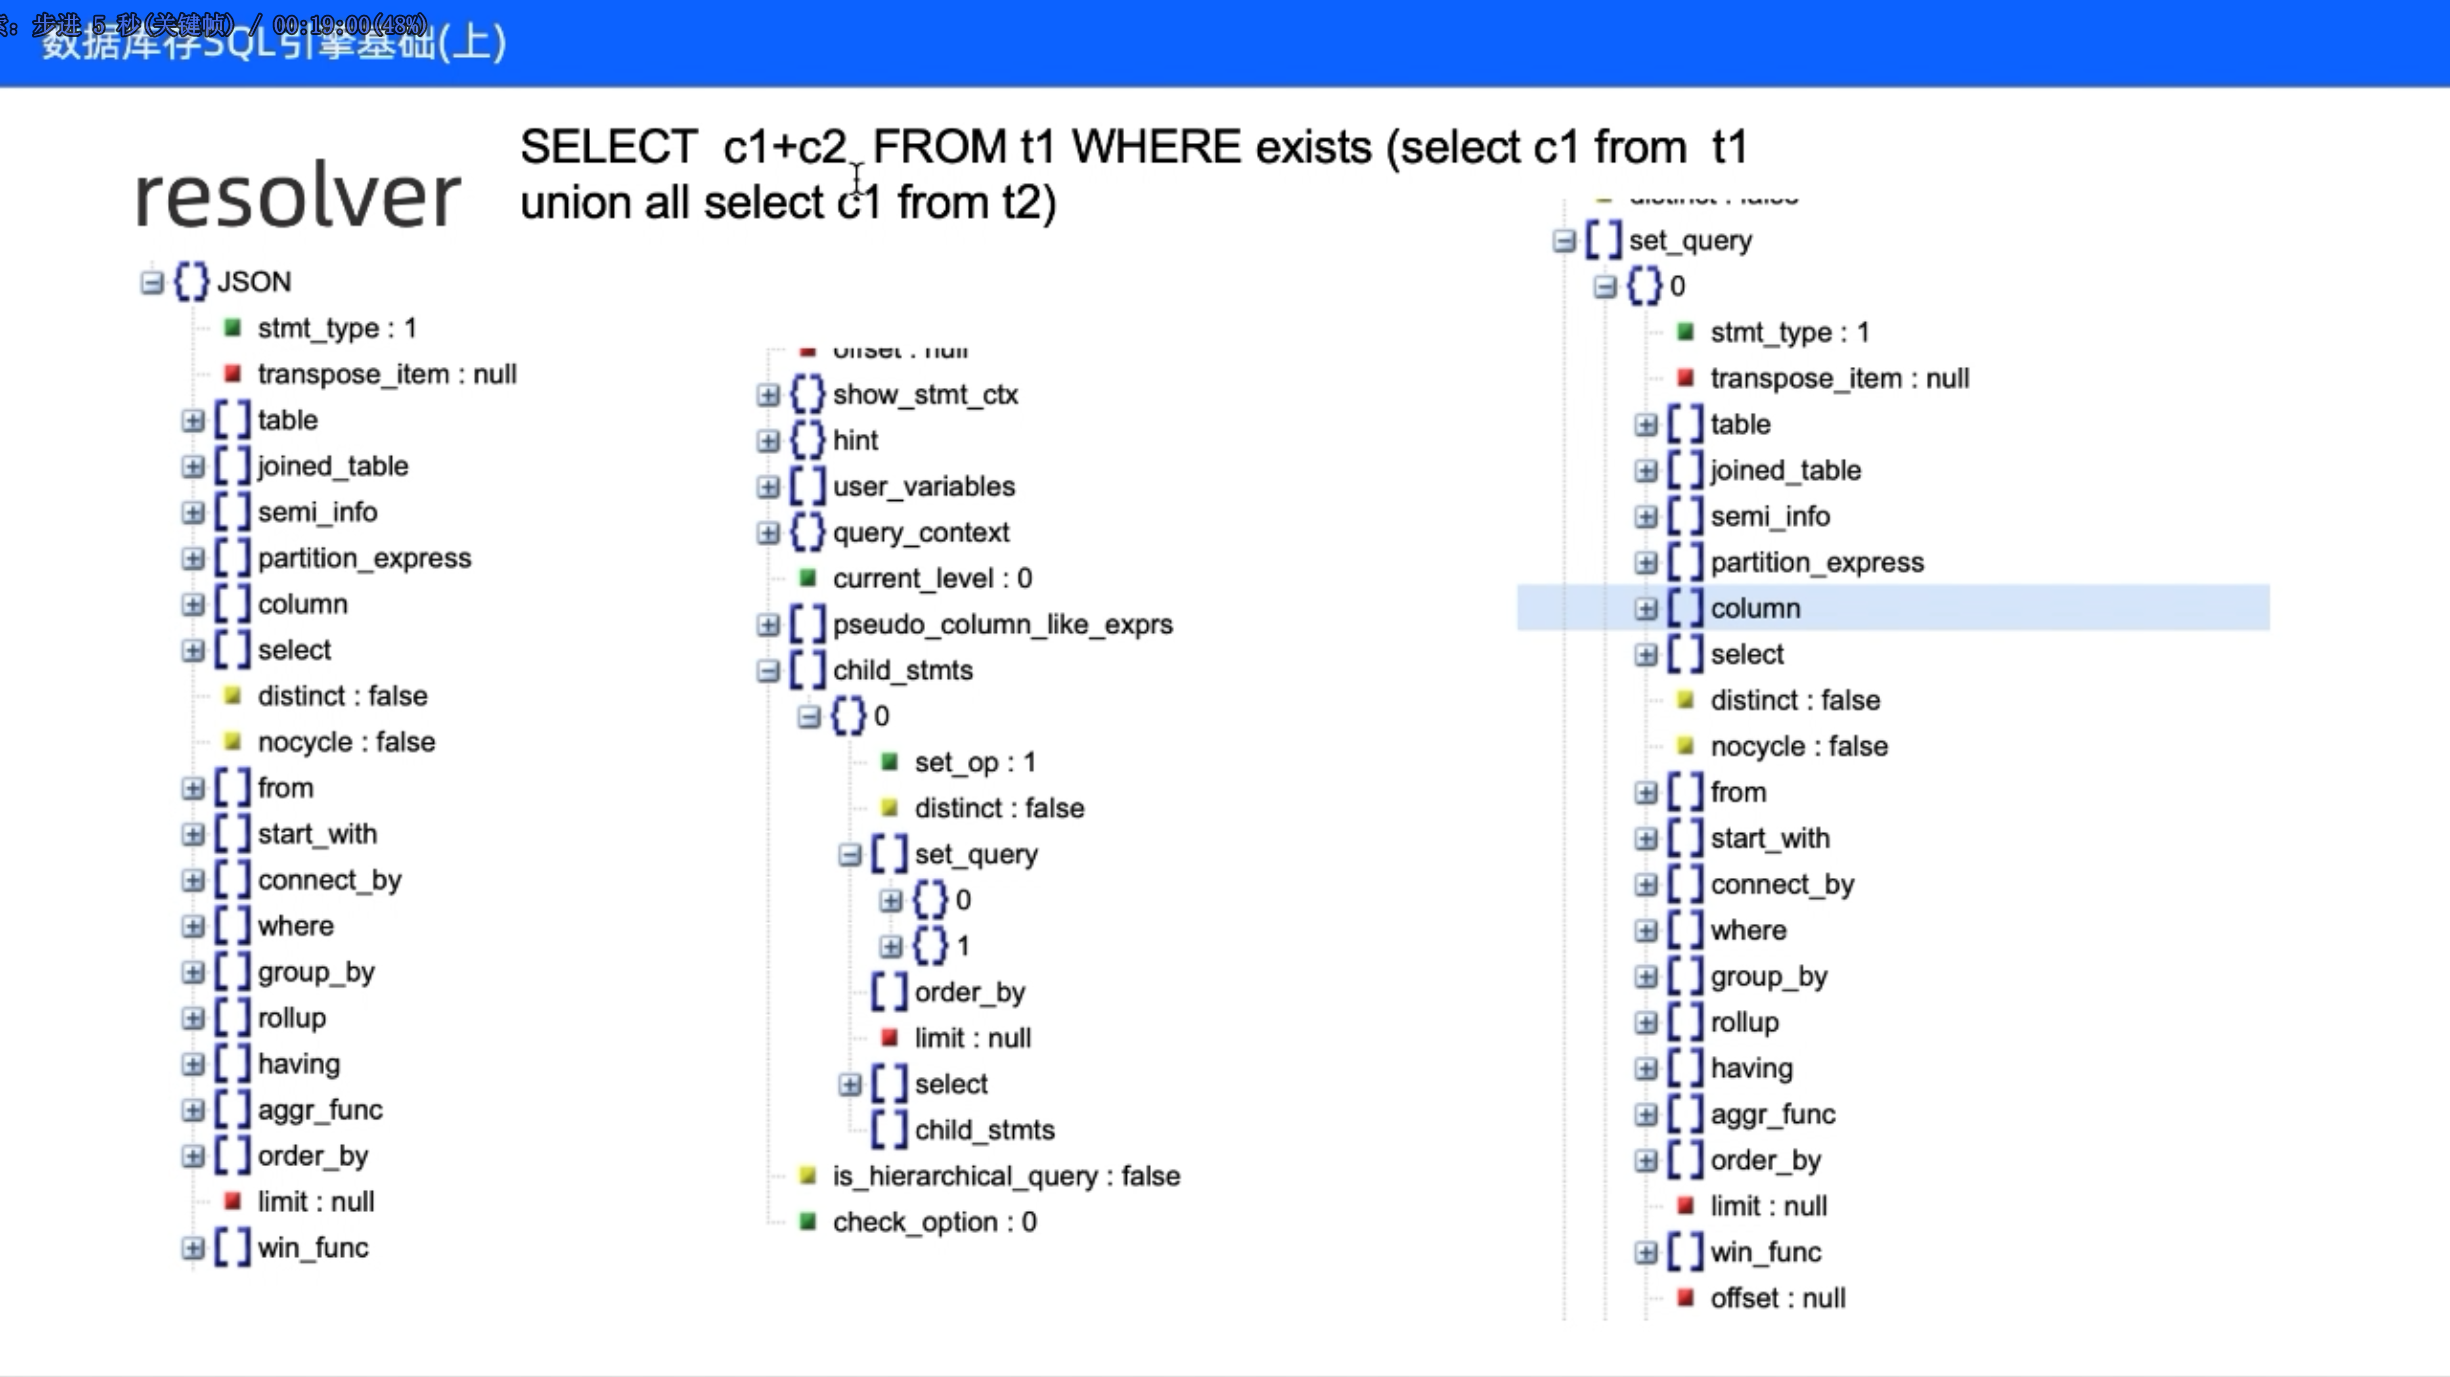 步进 5 秒(关键帧) / 00:19:00(48%)
数据库存SQL引擎基础(上)
resolver
SELECT c1+c2 FROM t1 WHERE exists (select c1 from t1
union all select c1 from t2)
JSON
stmt_type : 1
transpose_item : null
table
joined_table
semi_info
partition_express
column
select
distinct : false
nocycle : false
from
start_with
connect_by
where
group_by
rollup
having
aggr_func
order_by
limit : null
win_func
offset : null
show_stmt_ctx
hint
user_variables
query_context
current_level : 0
pseudo_column_like_exprs
child_stmts
0
set_op : 1
distinct : false
set_query
0
1
order_by
limit : null
select
child_stmts
is_hierarchical_query : false
check_option : 0
distinct : false
set_query
0
stmt_type : 1
transpose_item : null
table
joined_table
semi_info
partition_express
column
select
distinct : false
nocycle : false
from
start_with
connect_by
where
group_by
rollup
having
aggr_func
order_by
limit : null
win_func
offset : null